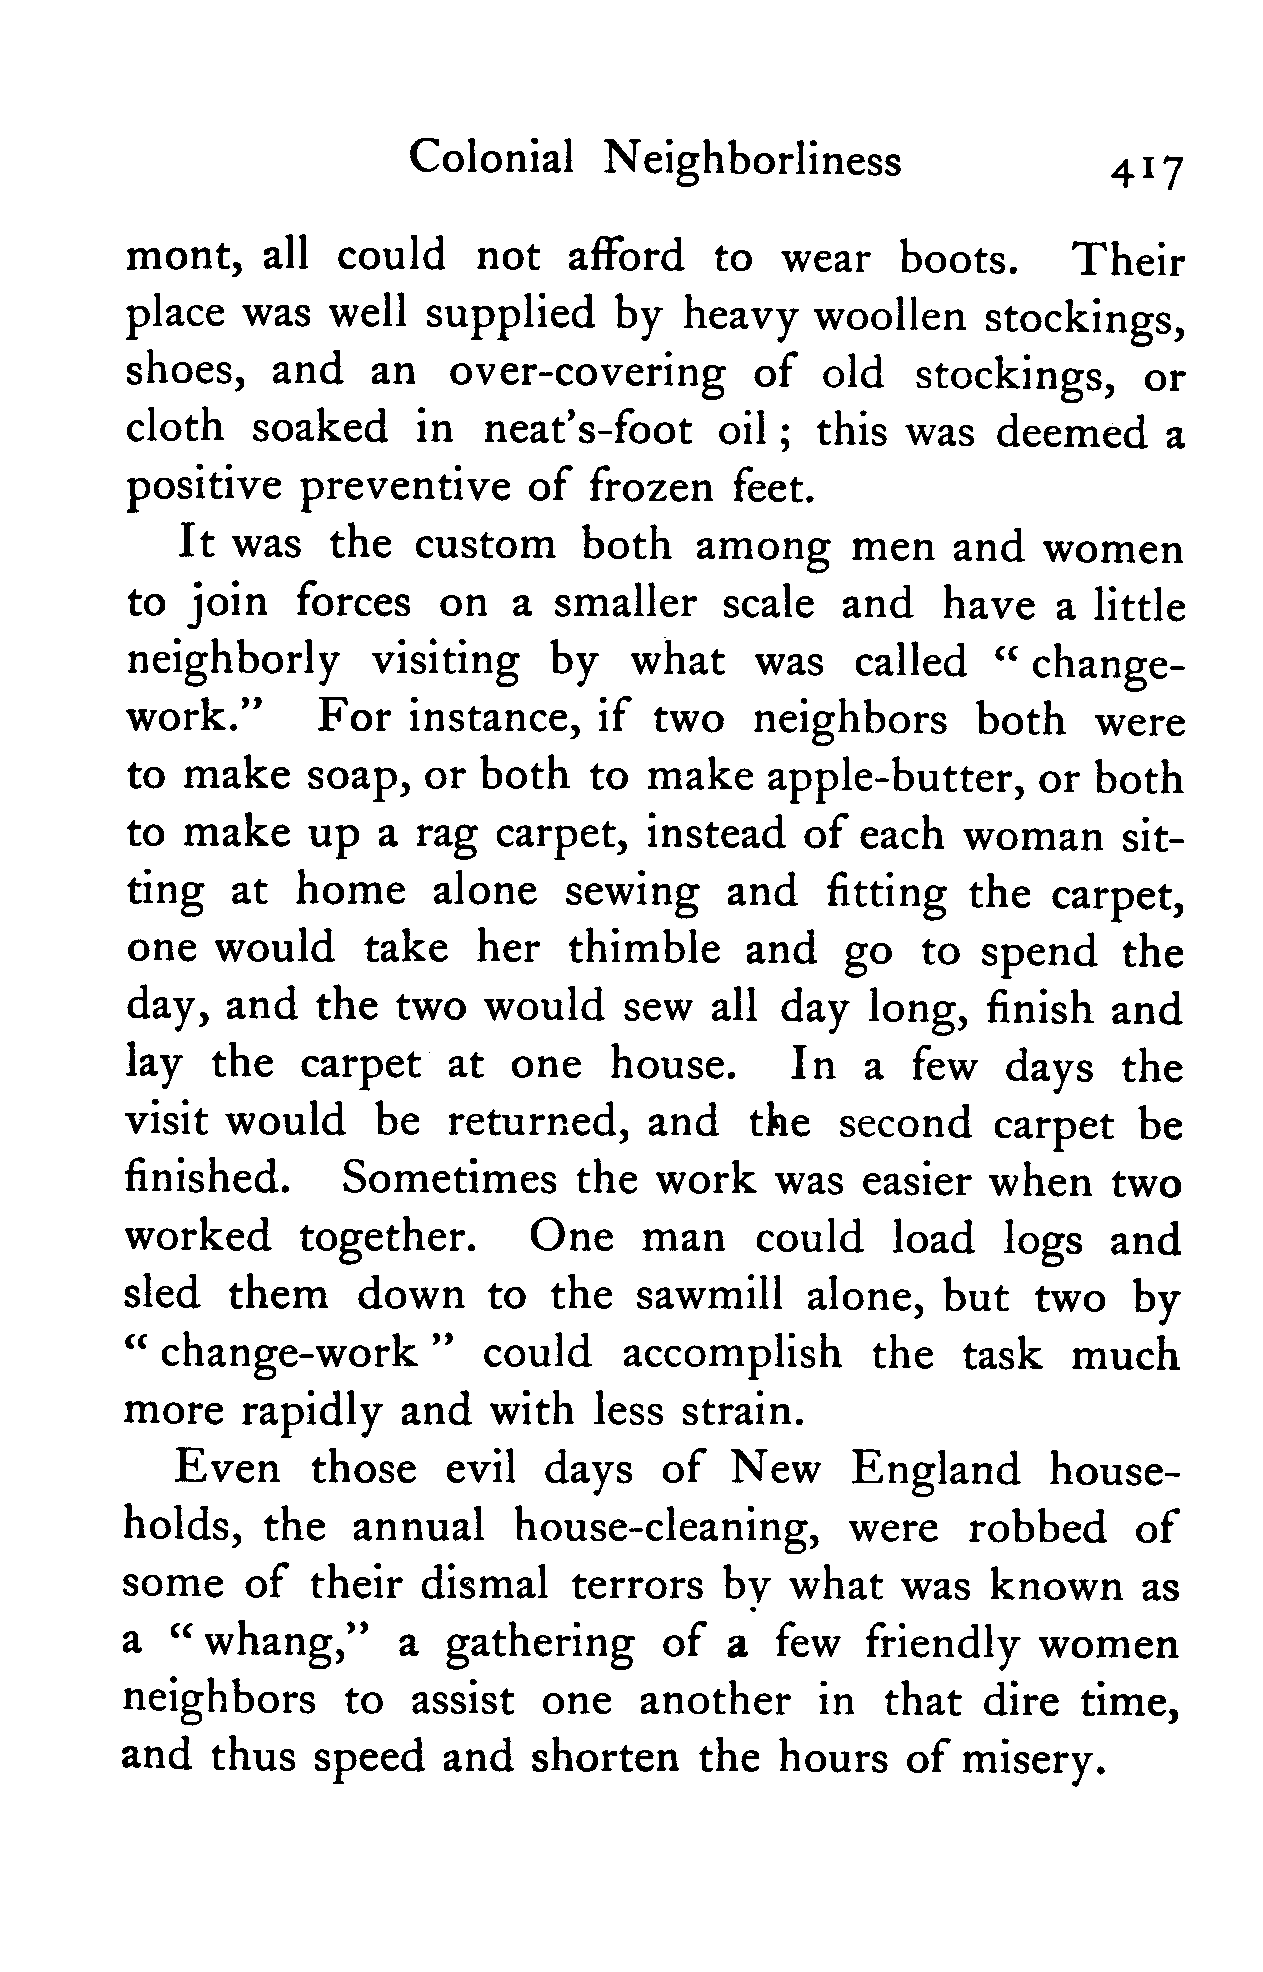 Colonial Neighborliness 417
mont, all could not afford to wear boots. Their
place was well supplied by heavy woollen stockings,
shoes, and an over-covering of old stockings, or
cloth soaked in neat's-foot oil ; this was deemed a
positive preventive of frozen feet.
It was the custom both among men and women
to join forces on a smaller scale and have a little
neighborly visiting by what was called " change-
work." For instance, if two neighbors both were
to make soap, or both to make apple-butter, or both
to make up a rag carpet, instead of each woman sit-
ting at home alone sewing and fitting the carpet,
one would take her thimble and go to spend the
day, and the two would sew all day long, finish and
lay the carpet at one house. In a few days the
visit would be returned, and the second carpet be
finished. Sometimes the work was easier when two
worked together. One man could load logs and
sled them down to the sawmill alone, but two by
" change-work " could accomplish the task much
more rapidly and with less strain.
Even those evil days of New England house-
holds, the annual house-cleaning, were robbed of
some of their dismal terrors by what was known as
a " whang," a gathering of a few friendly women
neighbors to assist one another in that dire time,
and thus speed and shorten the hours of misery.